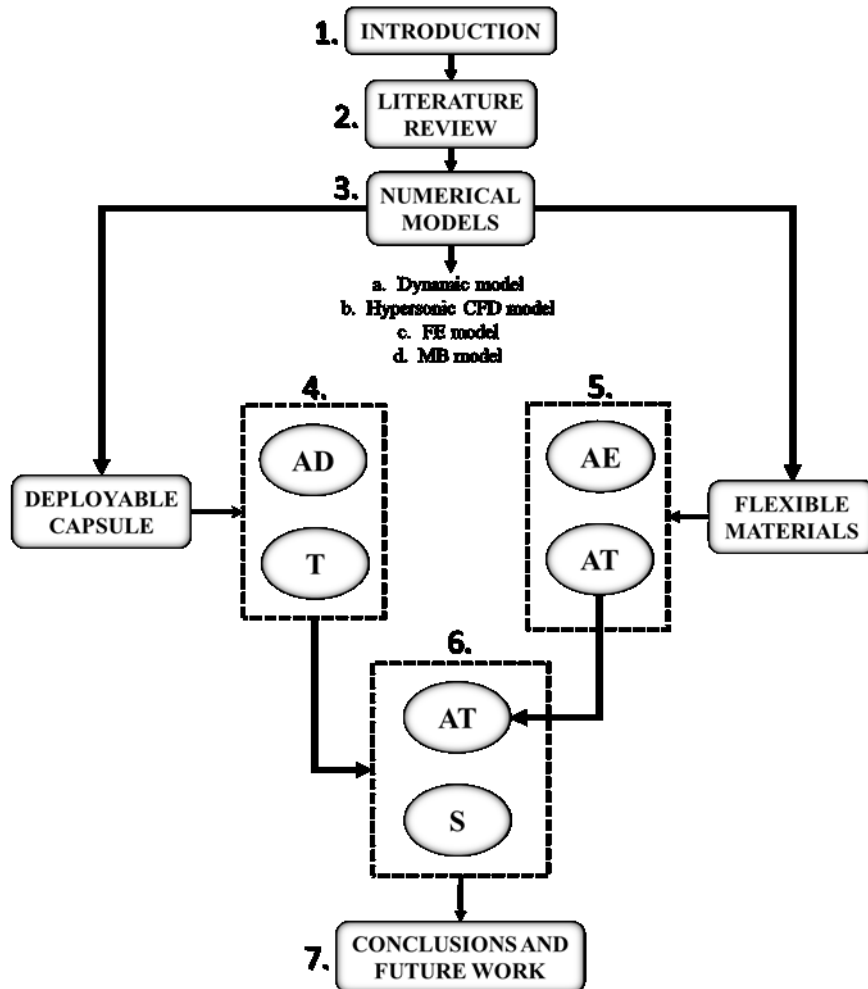 1. INTRODUCTION
2. LITERATURE
REVIEW
3. NUMERICAL
MODELS
a. Dynamic model
b. Hypersonic CFD model
c. FE model
d. MB model
4.
AD
T
DEPLOYABLE
CAPSULE
5.
AE
AT
FLEXIBLE
MATERIALS
6.
AT
S
7. CONCLUSIONS AND
FUTURE WORK